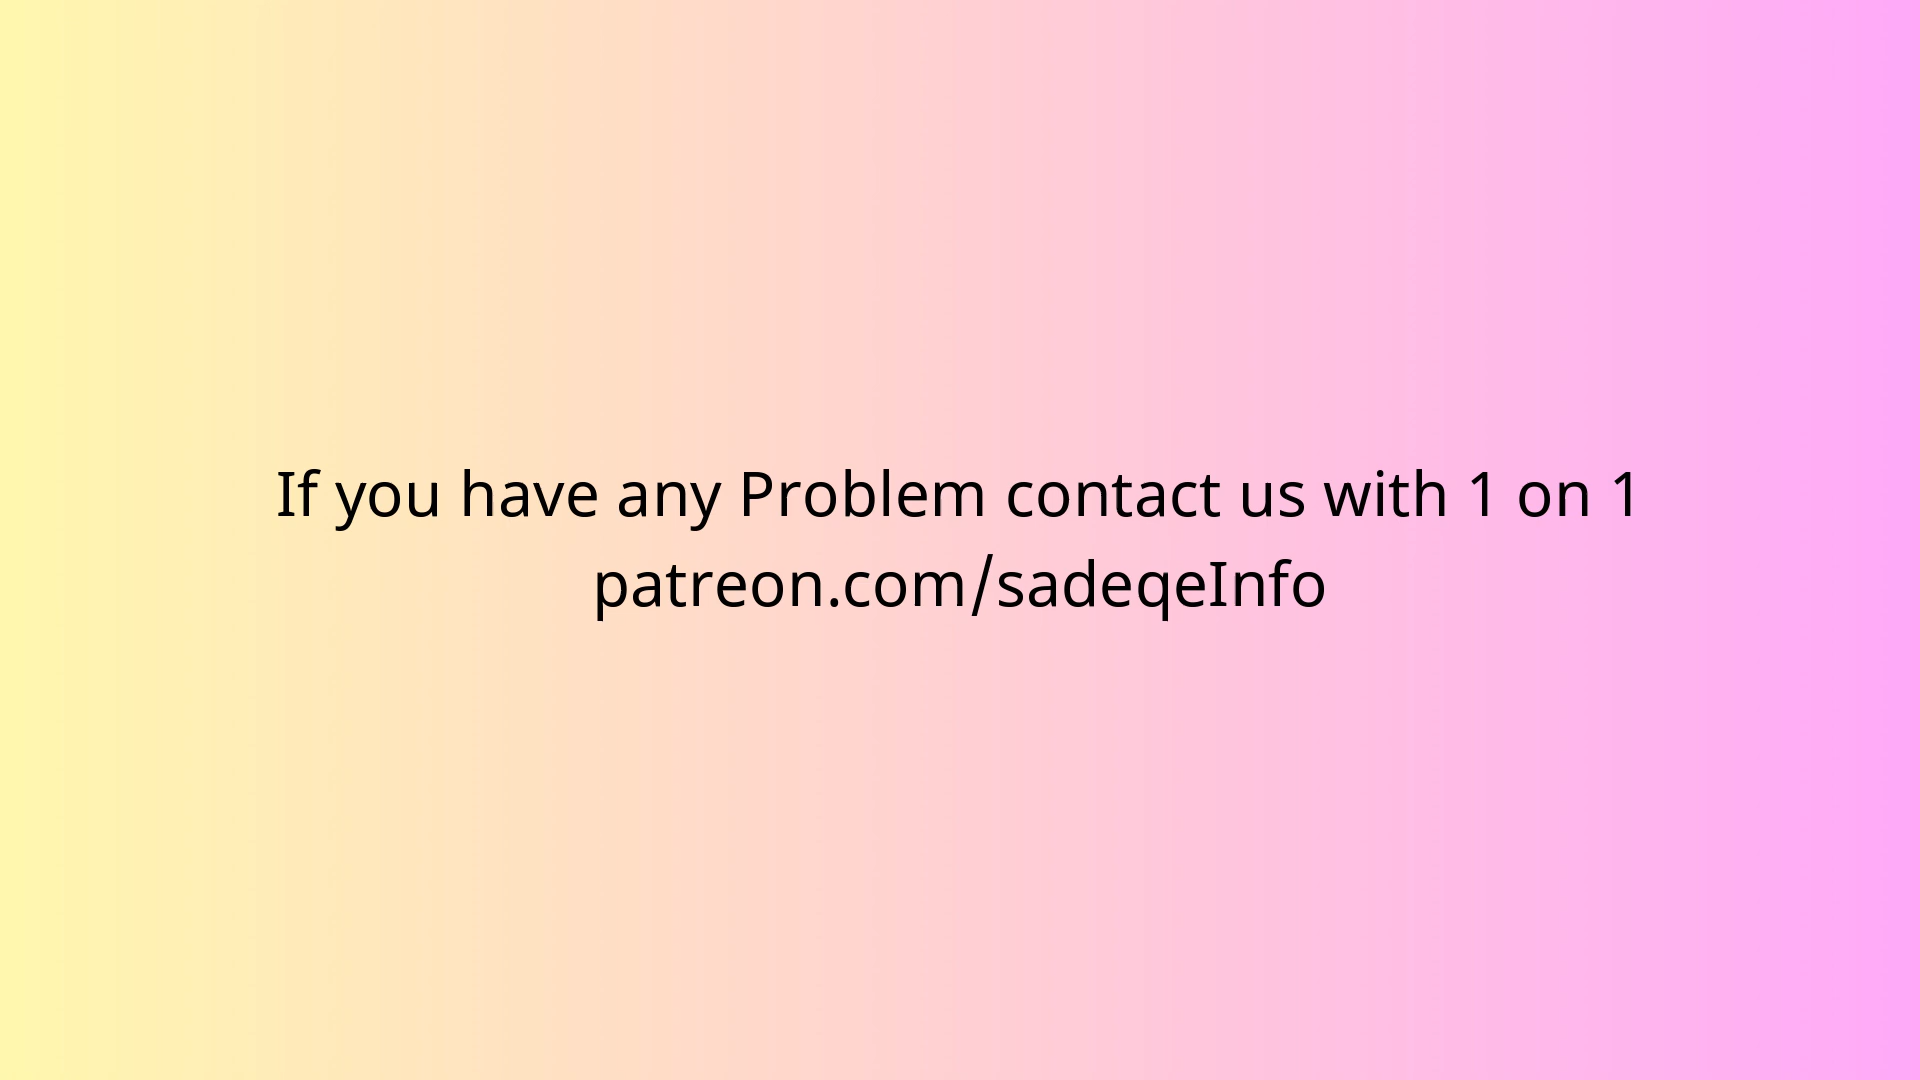 If you have any Problem contact us with 1 on 1
patreon.com/sadeqeInfo